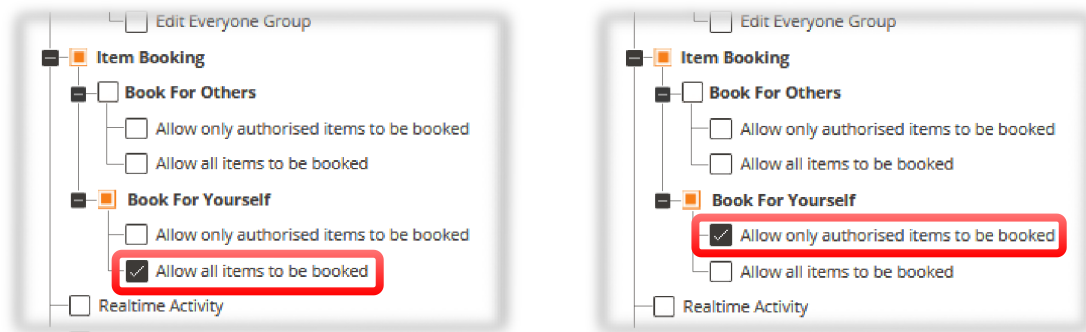 Edit Everyone Group
Item Booking
Book For Others
Allow only authorised items to be booked
Allow all items to be booked
Book For Yourself
Allow only authorised items to be booked
Allow all items to be booked
Realtime Activity
Edit Everyone Group
Item Booking
Book For Others
Allow only authorised items to be booked
Allow all items to be booked
Book For Yourself
Allow only authorised items to be booked
Allow all items to be booked
Realtime Activity